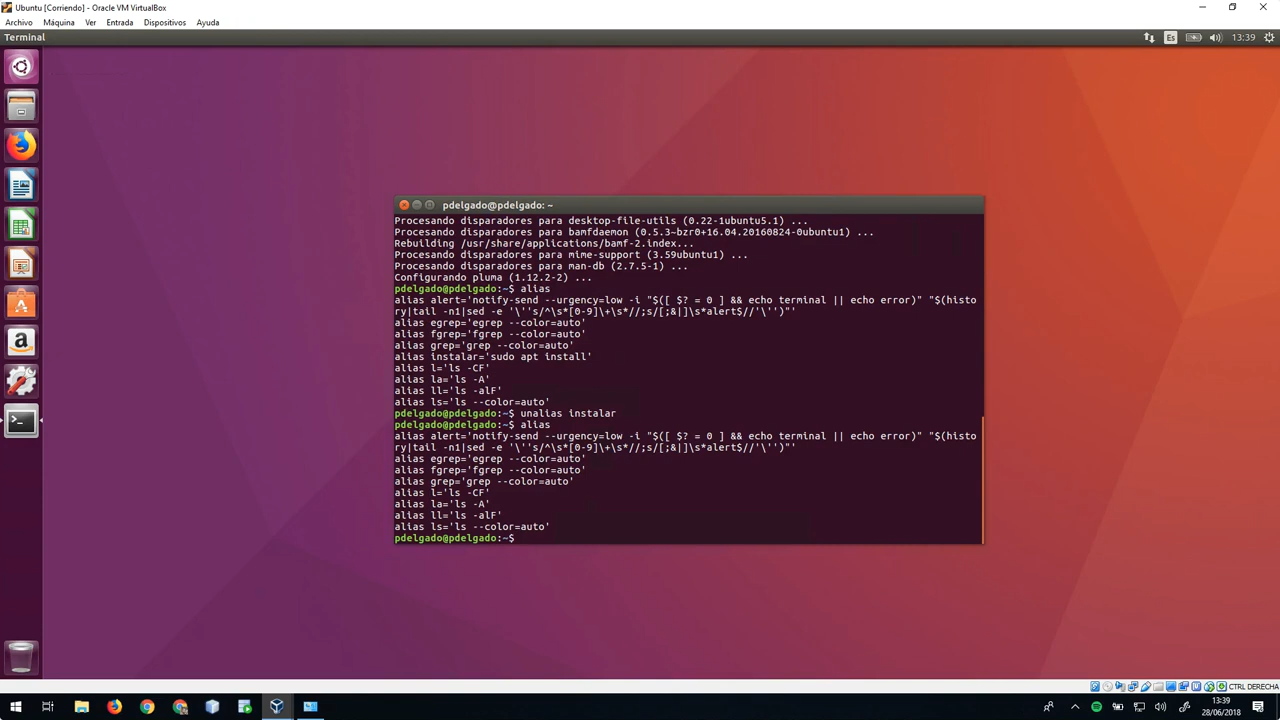 Ubuntu [Corriendo] - Oracle VM VirtualBox
Archivo Máquina Ver Entrada Dispositivos Ayuda
Terminal Es 13:39
pdelgado@pdelgado: ~
Procesando disparadores para desktop-file-utils (0.22-1ubuntu5.1) ...
Procesando disparadores para bamfdaemon (0.5.3~bzr0+16.04.20160824-0ubuntu1) ...
Rebuilding /usr/share/applications/bamf-2.index...
Procesando disparadores para mime-support (3.59ubuntu1) ...
Procesando disparadores para man-db (2.7.5-1) ...
Configurando pluma (1.12.2-2) ...
pdelgado@pdelgado:~$ alias
alias alert='notify-send --urgency=low -i "$([ $? = 0 ] && echo terminal || echo error)" "$(histo
ry|tail -n1|sed -e '\''s/^\s*[0-9]\+\s*//;s/[;&|]\s*alert$//'\'')"'
alias egrep='egrep --color=auto'
alias fgrep='fgrep --color=auto'
alias grep='grep --color=auto'
alias instalar='sudo apt install'
alias l='ls -CF'
alias la='ls -A'
alias ll='ls -alF'
alias ls='ls --color=auto'
pdelgado@pdelgado:~$ unalias instalar
pdelgado@pdelgado:~$ alias
alias alert='notify-send --urgency=low -i "$([ $? = 0 ] && echo terminal || echo error)" "$(histo
ry|tail -n1|sed -e '\''s/^\s*[0-9]\+\s*//;s/[;&|]\s*alert$//'\'')"'
alias egrep='egrep --color=auto'
alias fgrep='fgrep --color=auto'
alias grep='grep --color=auto'
alias l='ls -CF'
alias la='ls -A'
alias ll='ls -alF'
alias ls='ls --color=auto'
pdelgado@pdelgado:~$
CTRL DERECHA
13:39
28/06/2018